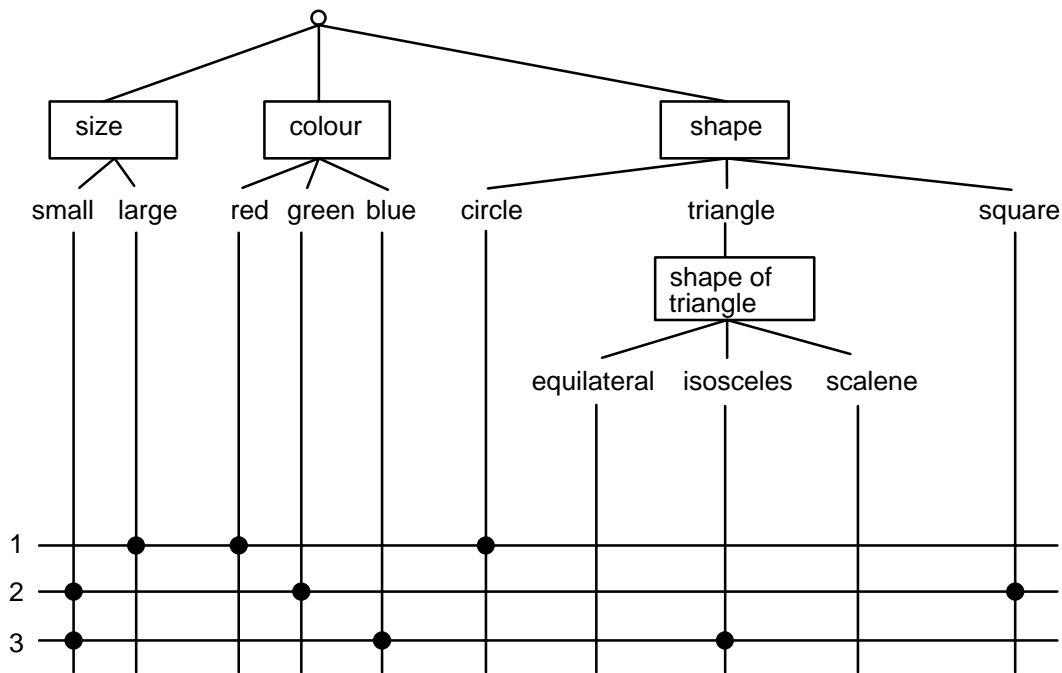 size colour shape
small large red green blue circle triangle square
shape of
triangle
equilateral isosceles scalene
1
2
3